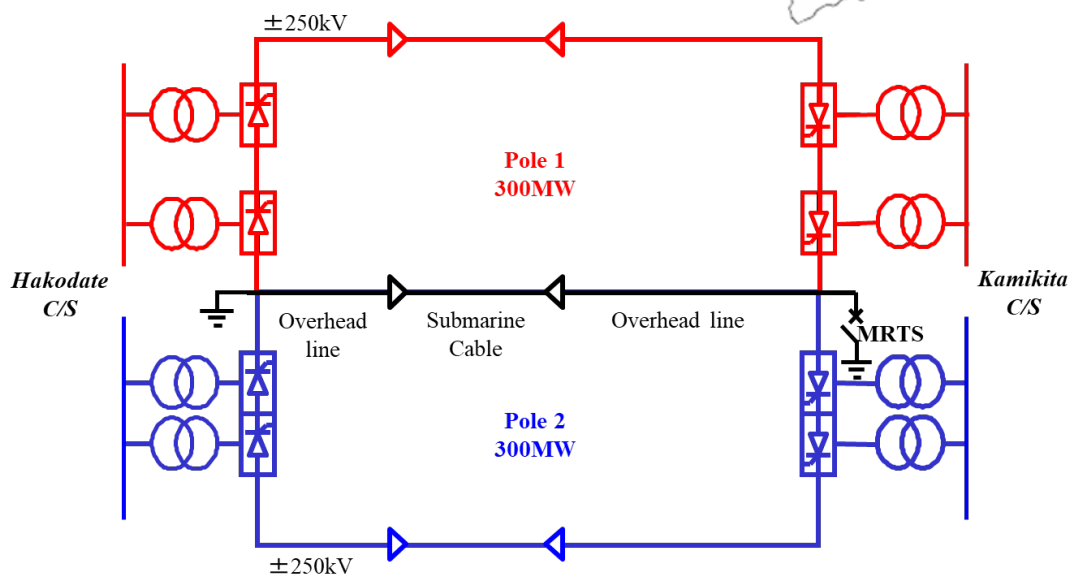 ±250kV
Pole 1
300MW
Hakodate
C/S
Kamikita
C/S
Overhead
line
Submarine
Cable
Overhead line
MRTS
Pole 2
300MW
±250kV